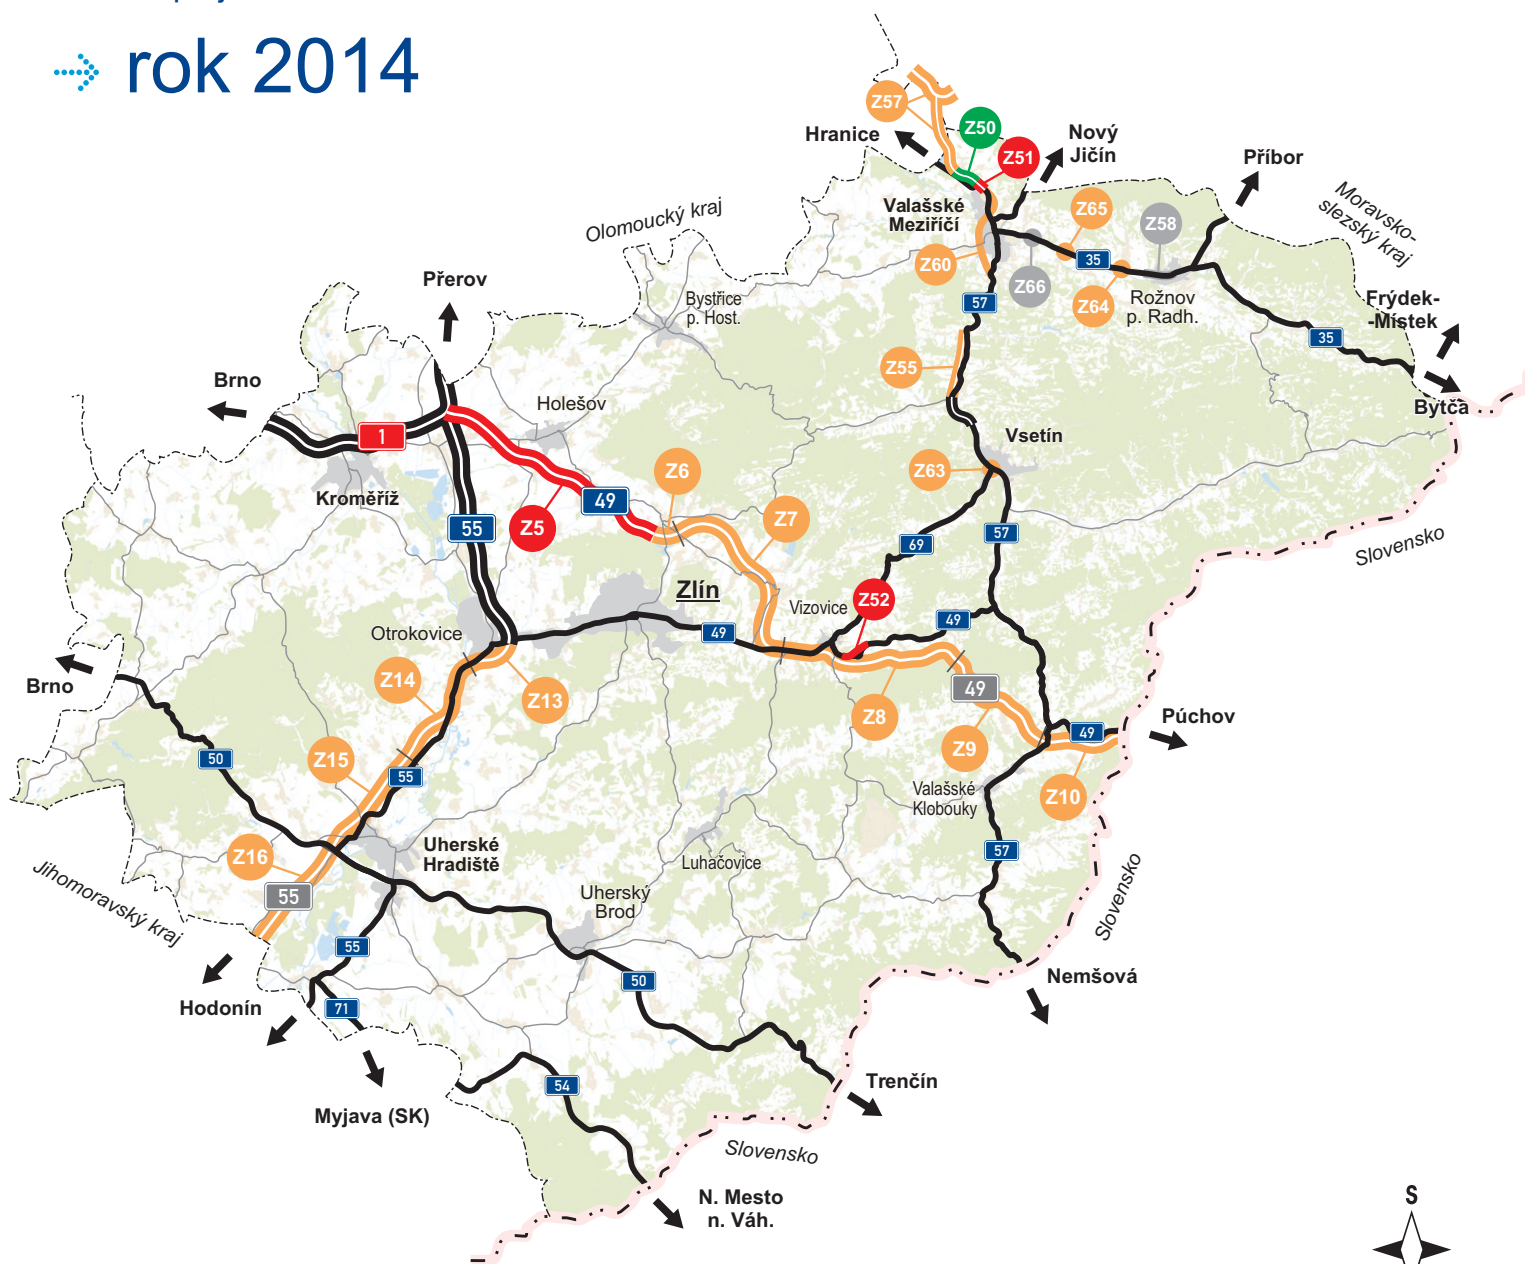 rok 2014
Z57
Z50
Hranice
Nový
Jičín
Z51
Příbor
Moravsko-
slezský kraj
Valašské
Meziříčí
Z65
Z58
Olomoucký kraj
Z60
35
Přerov
Z66
Bystřice
p. Host.
57
Z64
Rožnov
p. Radh.
Frýdek-
-Místek
35
Z55
Brno
Holešov
Bytča
1
Vsetín
Z6
Z63
Kroměříž
49
Z5
Z7
55
57
69
Slovensko
Zlín
Z52
Vizovice
Otrokovice
49
49
Brno
Z14
49
Z13
Z8
Púchov
49
Z9
50
Z15
55
Valašské
Klobouky
Z10
Z16
Uherské
Hradiště
57
Luhačovice
Jihomoravský kraj
55
Uherský
Brod
Slovensko
55
50
Nemšová
Hodonín
71
Trenčín
54
Myjava (SK)
Slovensko
N. Mesto
n. Váh.
S